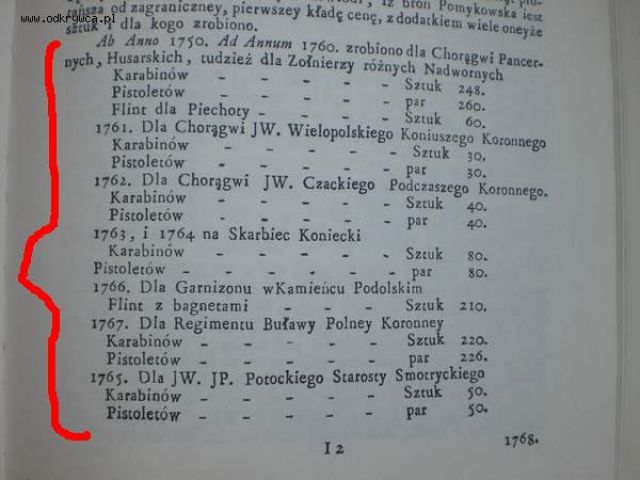 www.odkrywca.pl
rańsza od zagraniczney, pierwszey kładę cenę, z dodatkiem wiele oneyże
sztuk i dla kogo zrobiono.
Ab Anno 1750. Ad Annum 1760. zrobiono dla Chorągwi Pancer-
nych, Husarskich, tudzież dla Zołnierzy różnych Nadwornych
Karabinów - - - - - Sztuk 248.
Pistoletów - - - - - par 260.
Flint dla Piechoty - - - - Sztuk 60.
1761. Dla Chorągwi JW. Wielopolskiego Koniuszego Koronnego
Karabinów - - - - - Sztuk 30.
Pistoletów - - - - - par 30.
1762. Dla Chorągwi JW. Czackiego Podczaszego Koronnego.
Karabinów - - - - - Sztuk 40.
Pistoletów - - - - - par 40.
1763, i 1764 na Skarbiec Koniecki
Karabinów - - - - - Sztuk 80.
Pistoletów - - - - - - par 80.
1766. Dla Garnizonu wKamieńcu Podolskim
Flint z bagnetami - - - - Sztuk 210.
1767. Dla Regimentu Buławy Polney Koronney
Karabinów - - - - - Sztuk 220.
Pistoletów - - - - - par 226.
1765. Dla JW. JP. Potockiego Starosty Smotryckiego
Karabinów - - - - - Sztuk 50.
Pistoletów - - - - - par 50.
I 2 1768.